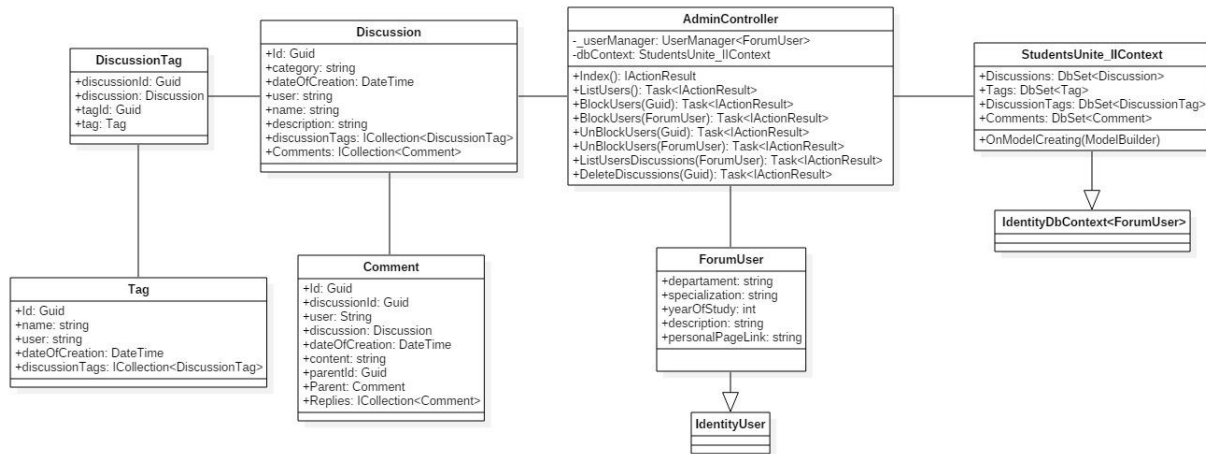 DiscussionTag
+discussionId: Guid
+discussion: Discussion
+tagId: Guid
+tag: Tag
Discussion
+Id: Guid
+category: string
+dateOfCreation: DateTime
+user: string
+name: string
+description: string
+discussionTags: ICollection<DiscussionTag>
+Comments: ICollection<Comment>
AdminController
-_userManager: UserManager<ForumUser>
-dbContext: StudentsUnite_IIContext
+Index(): IActionResult
+ListUsers(): Task<IActionResult>
+BlockUsers(Guid): Task<IActionResult>
+BlockUsers(ForumUser): Task<IActionResult>
+UnBlockUsers(Guid): Task<IActionResult>
+UnBlockUsers(ForumUser): Task<IActionResult>
+ListUsersDiscussions(ForumUser): Task<IActionResult>
+DeleteDiscussions(Guid): Task<IActionResult>
StudentsUnite_IIContext
+Discussions: DbSet<Discussion>
+Tags: DbSet<Tag>
+DiscussionTags: DbSet<DiscussionTag>
+Comments: DbSet<Comment>
+OnModelCreating(ModelBuilder)
IdentityDbContext<ForumUser>
Tag
+Id: Guid
+name: string
+user: string
+dateOfCreation: DateTime
+discussionTags: ICollection<DiscussionTag>
Comment
+Id: Guid
+discussionId: Guid
+user: String
+discussion: Discussion
+dateOfCreation: DateTime
+content: string
+parentId: Guid
+Parent: Comment
+Replies: ICollection<Comment>
ForumUser
+departament: string
+specialization: string
+yearOfStudy: int
+description: string
+personalPageLink: string
IdentityUser